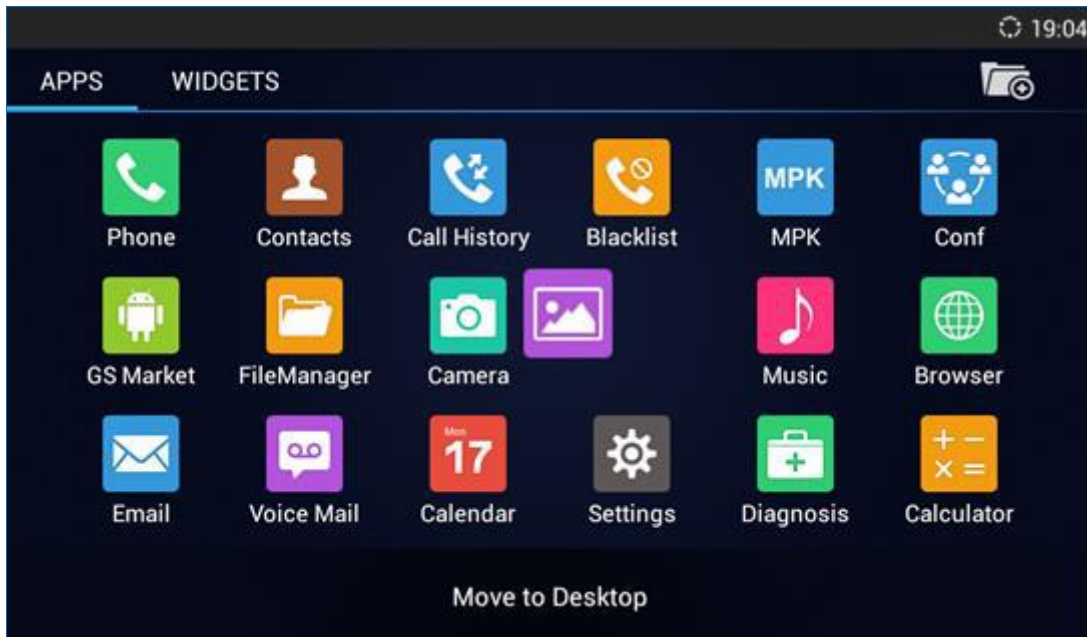 19:04
APPS WIDGETS
MPK
Phone Contacts Call History Blacklist MPK Conf
GS Market FileManager Camera Music Browser
Mon
17
Email Voice Mail Calendar Settings Diagnosis Calculator
Move to Desktop